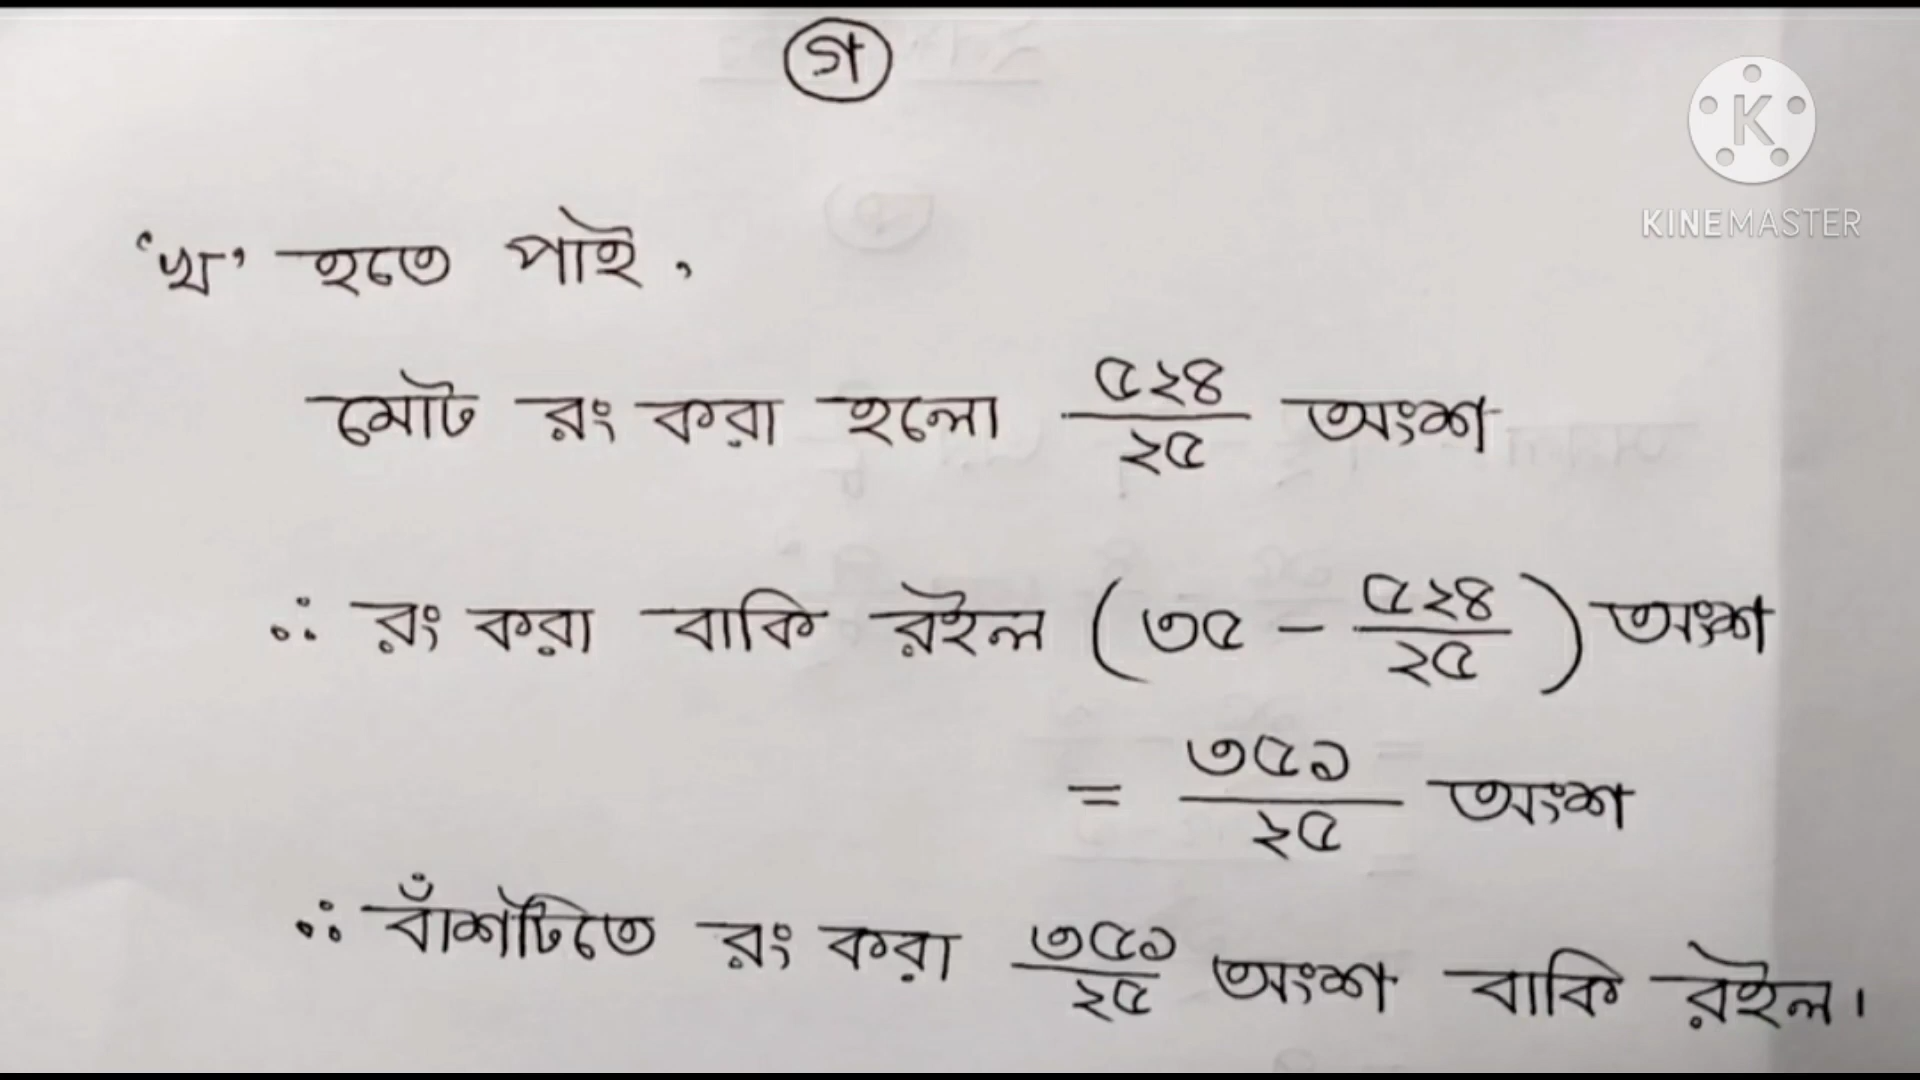 গ
KINEMASTER
'খ' হতে পাই,
মোট রং করা হলো ৫২৪/২৫ অংশ
∴ রং করা বাকি রইল (৩৫ - ৫২৪/২৫) অংশ
= ৩৫১/২৫ অংশ
∴ বাঁশটিতে রং করা ৩৫১/২৫ অংশ বাকি রইল।